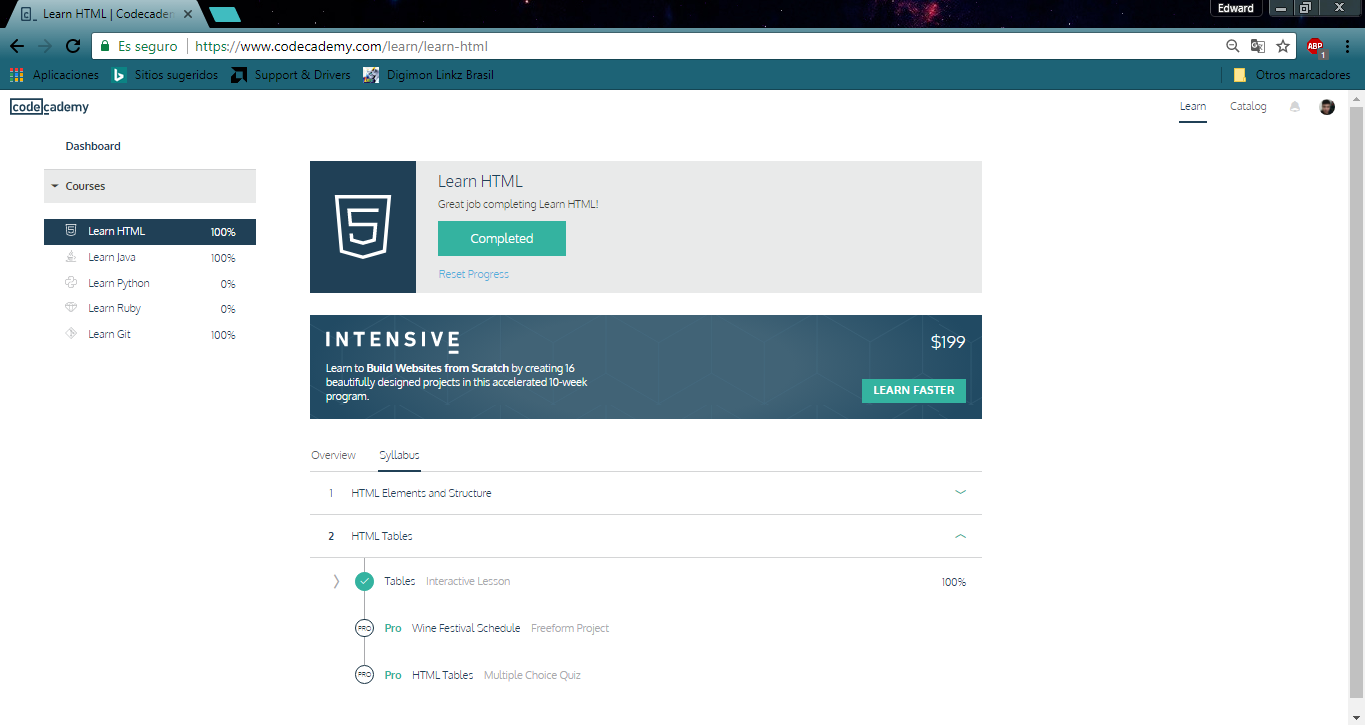 Learn HTML | Codecader
Edward
Es seguro https://www.codecademy.com/learn/learn-html
ABP
1
Aplicaciones Sitios sugeridos Support & Drivers Digimon Linkz Brasil Otros marcadores
codecademy
Learn Catalog
Dashboard
Courses
Learn HTML 100%
Learn Java 100%
Learn Python 0%
Learn Ruby 0%
Learn Git 100%
Learn HTML
Great job completing Learn HTML!
Completed
Reset Progress
INTENSIVE
$199
Learn to Build Websites from Scratch by creating 16
beautifully designed projects in this accelerated 10-week
program.
LEARN FASTER
Overview Syllabus
1 HTML Elements and Structure
2 HTML Tables
Tables Interactive Lesson 100%
PRO Pro Wine Festival Schedule Freeform Project
PRO Pro HTML Tables Multiple Choice Quiz